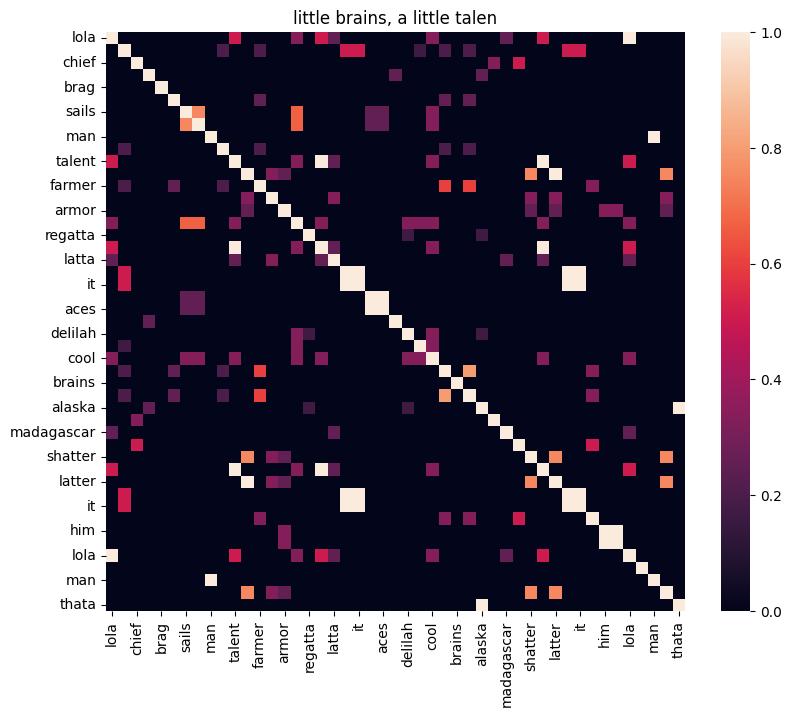 little brains, a little talen
lola
chief
brag
sails
man
talent
farmer
armor
regatta
latta
it
aces
delilah
cool
brains
alaska
madagascar
shatter
latter
it
him
lola
man
thata
1.0
0.8
0.6
0.4
0.2
0.0
lola
chief
brag
sails
man
talent
farmer
armor
regatta
latta
it
aces
delilah
cool
brains
alaska
madagascar
shatter
latter
it
him
lola
man
thata